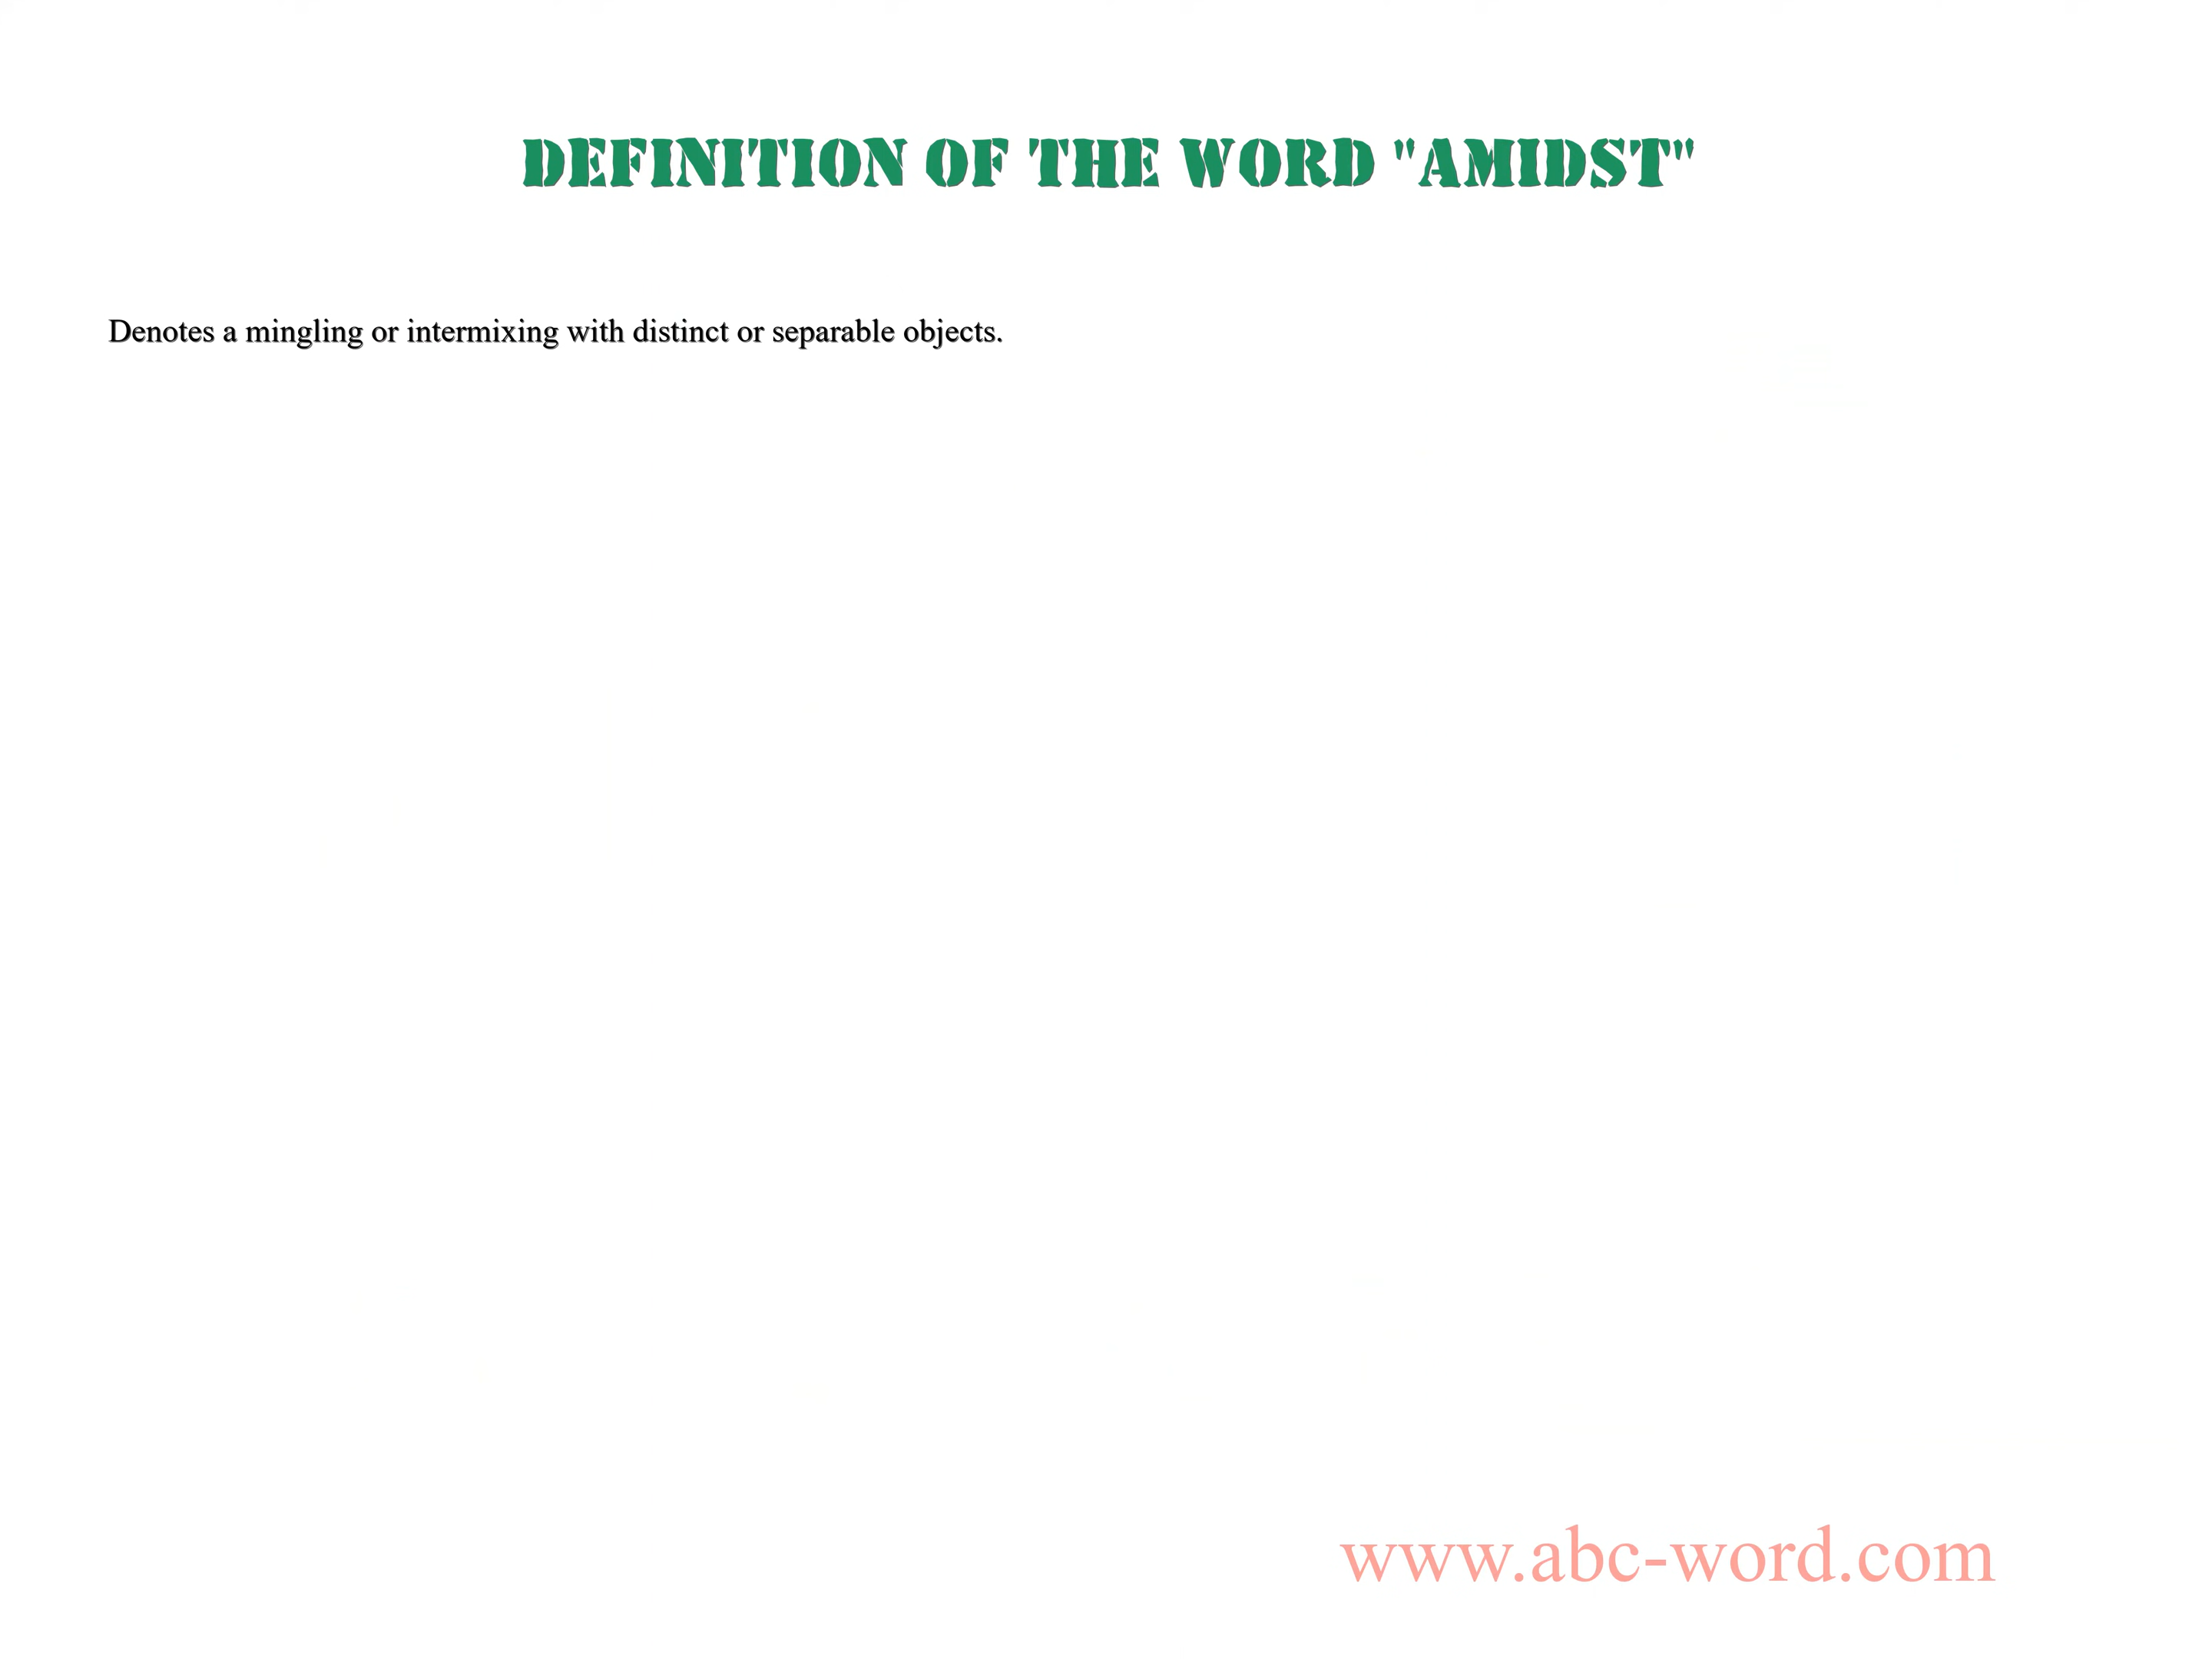 DEFINITION OF THE WORD "AMIDST"
Denotes a mingling or intermixing with distinct or separable objects.
www.abc-word.com